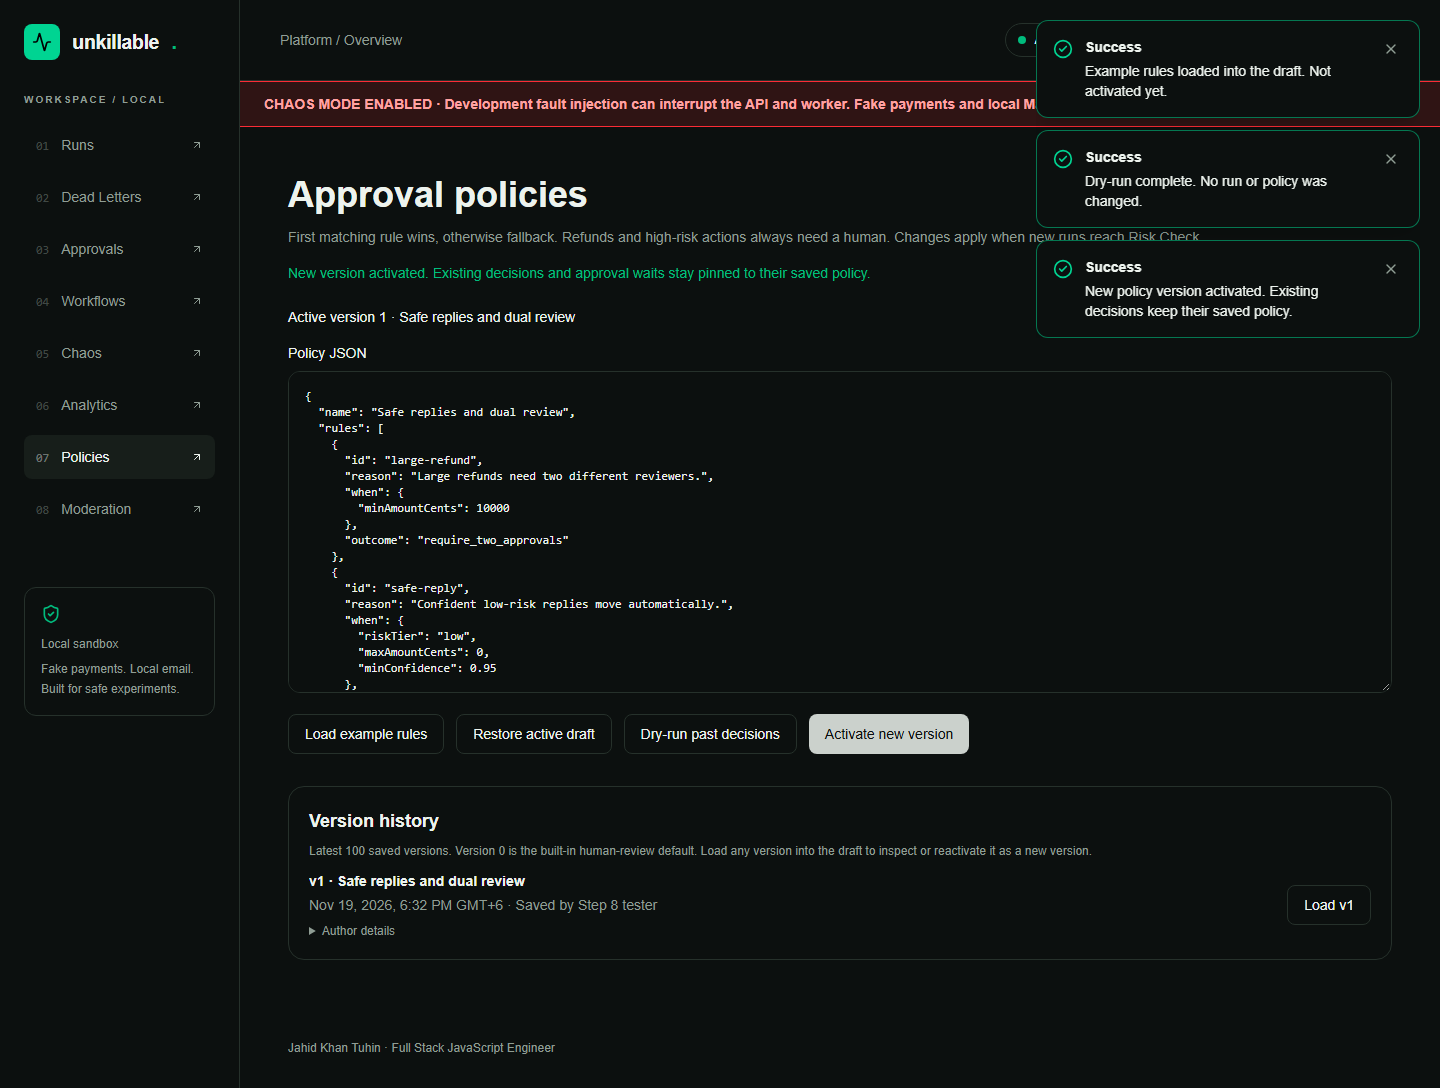 unkillable .
WORKSPACE / LOCAL
01 Runs
02 Dead Letters
03 Approvals
04 Workflows
05 Chaos
06 Analytics
07 Policies
08 Moderation
Local sandbox
Fake payments. Local email.
Built for safe experiments.
Platform / Overview
CHAOS MODE ENABLED · Development fault injection can interrupt the API and worker. Fake payments and local M
Success
Example rules loaded into the draft. Not
activated yet.
Success
Dry-run complete. No run or policy was
changed.
Success
New policy version activated. Existing
decisions keep their saved policy.
Approval policies
First matching rule wins, otherwise fallback. Refunds and high-risk actions always need a human. Changes apply when new runs reach Risk Check.
New version activated. Existing decisions and approval waits stay pinned to their saved policy.
Active version 1 · Safe replies and dual review
Policy JSON
{
"name": "Safe replies and dual review",
"rules": [
{
"id": "large-refund",
"reason": "Large refunds need two different reviewers.",
"when": {
"minAmountCents": 10000
},
"outcome": "require_two_approvals"
},
{
"id": "safe-reply",
"reason": "Confident low-risk replies move automatically.",
"when": {
"riskTier": "low",
"maxAmountCents": 0,
"minConfidence": 0.95
},
Load example rules
Restore active draft
Dry-run past decisions
Activate new version
Version history
Latest 100 saved versions. Version 0 is the built-in human-review default. Load any version into the draft to inspect or reactivate it as a new version.
v1 · Safe replies and dual review
Nov 19, 2026, 6:32 PM GMT+6 · Saved by Step 8 tester
Author details
Load v1
Jahid Khan Tuhin · Full Stack JavaScript Engineer